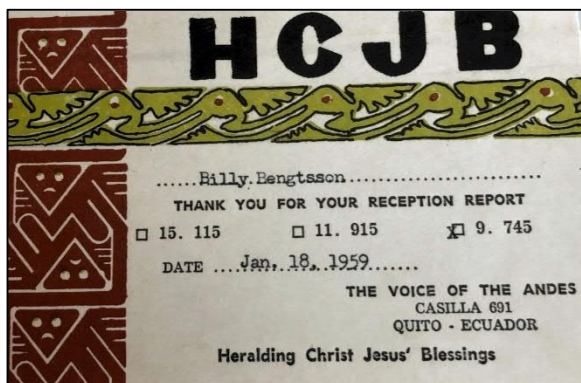 HCJB
.....Billy Bengtsson...........................
THANK YOU FOR YOUR RECEPTION REPORT
□ 15. 115 □ 11. 915 x□ 9. 745
DATE ....Jan. 18, 1959.......
THE VOICE OF THE ANDES
CASILLA 691
QUITO - ECUADOR
Heralding Christ Jesus' Blessings